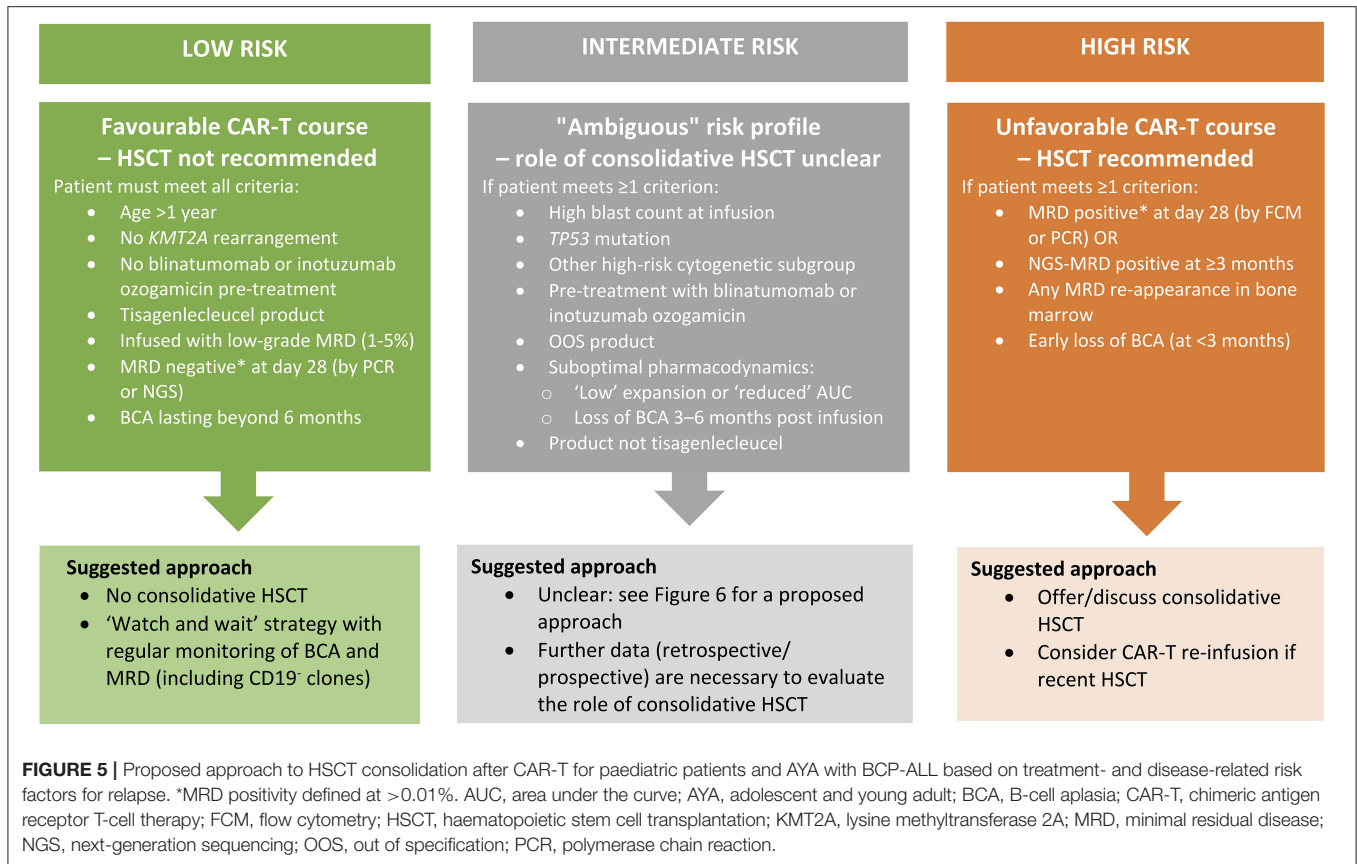 LOW RISK
Favourable CAR-T course
– HSCT not recommended
Patient must meet all criteria:
• Age >1 year
• No KMT2A rearrangement
• No blinatumomab or inotuzumab
ozogamicin pre-treatment
• Tisagenlecleucel product
• Infused with low-grade MRD (1-5%)
• MRD negative* at day 28 (by PCR
or NGS)
• BCA lasting beyond 6 months
Suggested approach
• No consolidative HSCT
• ‘Watch and wait’ strategy with
regular monitoring of BCA and
MRD (including CD19- clones)
INTERMEDIATE RISK
"Ambiguous" risk profile
– role of consolidative HSCT unclear
If patient meets ≥1 criterion:
• High blast count at infusion
• TP53 mutation
• Other high-risk cytogenetic subgroup
• Pre-treatment with blinatumomab or
inotuzumab ozogamicin
• OOS product
• Suboptimal pharmacodynamics:
o ‘Low’ expansion or ‘reduced’ AUC
o Loss of BCA 3–6 months post infusion
• Product not tisagenlecleucel
Suggested approach
• Unclear: see Figure 6 for a proposed
approach
• Further data (retrospective/
prospective) are necessary to evaluate
the role of consolidative HSCT
HIGH RISK
Unfavorable CAR-T course
– HSCT recommended
If patient meets ≥1 criterion:
• MRD positive* at day 28 (by FCM
or PCR) OR
• NGS-MRD positive at ≥3 months
• Any MRD re-appearance in bone
marrow
• Early loss of BCA (at <3 months)
Suggested approach
• Offer/discuss consolidative
HSCT
• Consider CAR-T re-infusion if
recent HSCT
FIGURE 5 | Proposed approach to HSCT consolidation after CAR-T for paediatric patients and AYA with BCP-ALL based on treatment- and disease-related risk
factors for relapse. *MRD positivity defined at >0.01%. AUC, area under the curve; AYA, adolescent and young adult; BCA, B-cell aplasia; CAR-T, chimeric antigen
receptor T-cell therapy; FCM, flow cytometry; HSCT, haematopoietic stem cell transplantation; KMT2A, lysine methyltransferase 2A; MRD, minimal residual disease;
NGS, next-generation sequencing; OOS, out of specification; PCR, polymerase chain reaction.